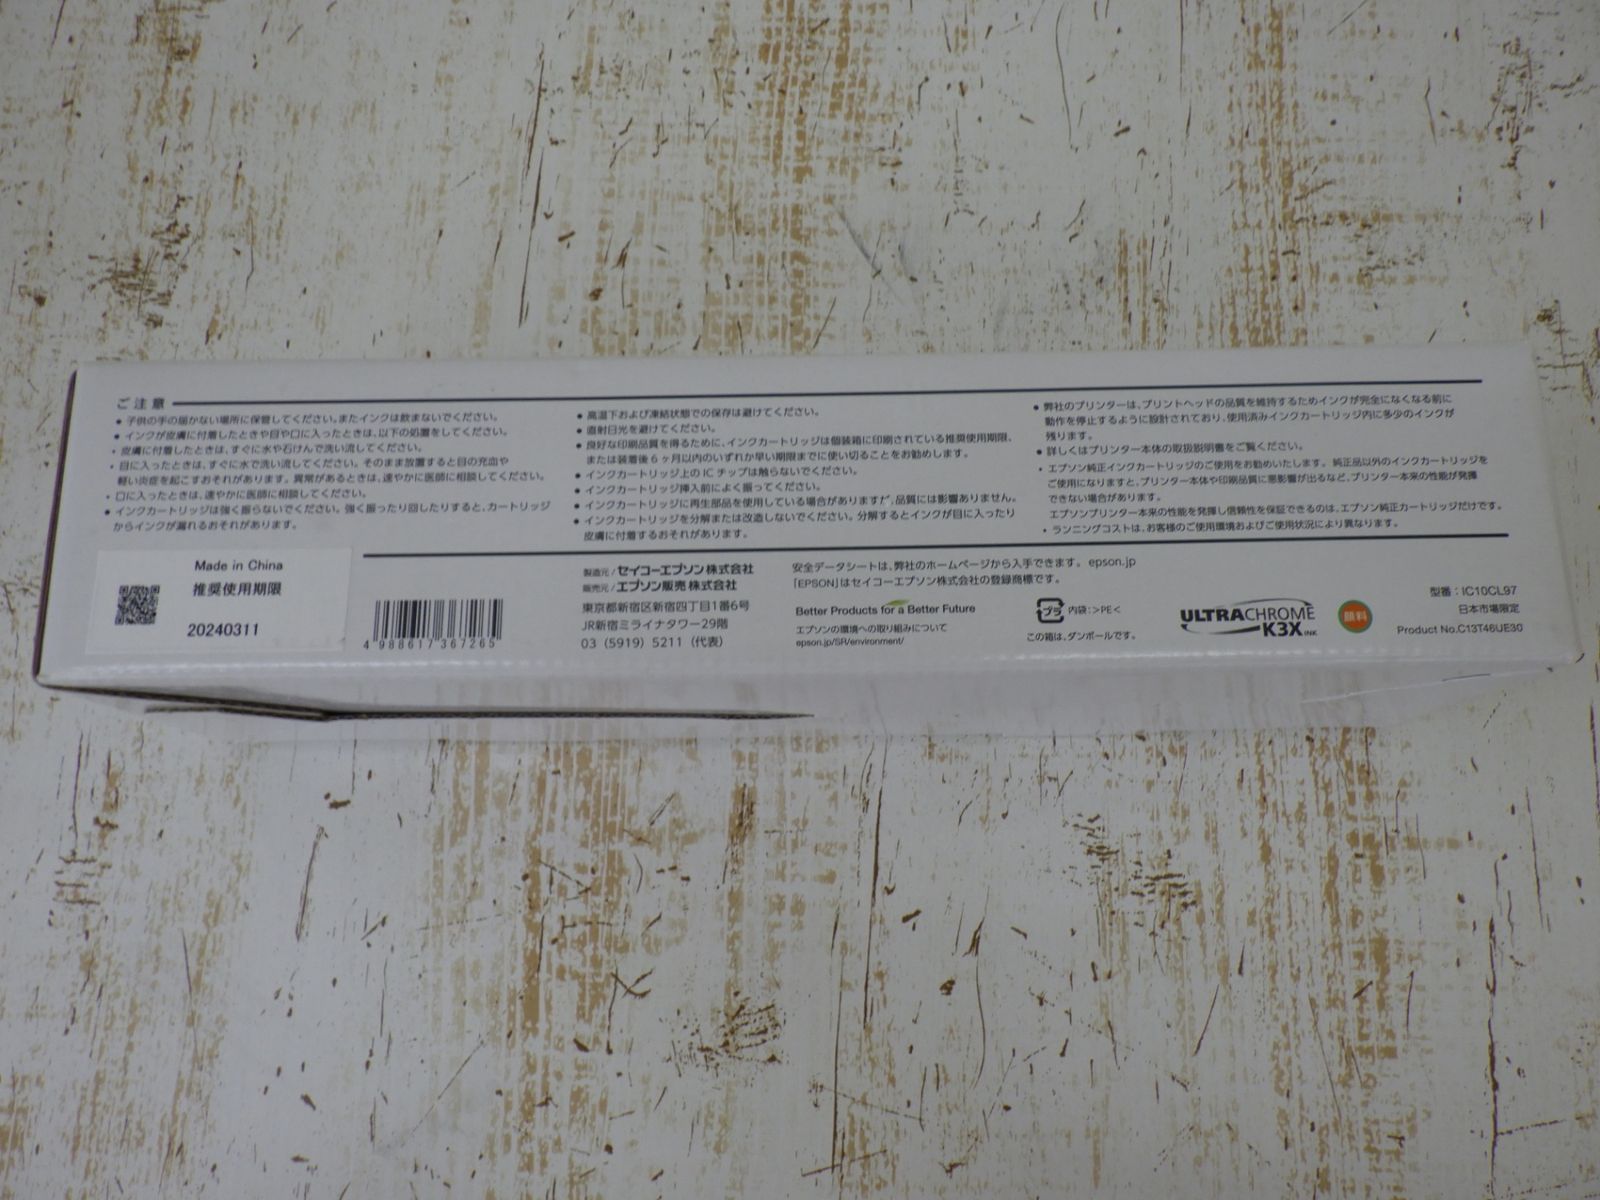 ご注意
● 子供の手の届かない場所に保管してください。またインクは飲まないでください。
● インクが皮膚に付着したときや目や口に入ったときは、以下の処置をしてください。
・皮膚に付着したときは、すぐに水や石けんで洗い流してください。
・目に入ったときは、すぐに水で洗い流してください。そのまま放置すると目の充血や
軽い炎症を起こすおそれがあります。異常があるときは、速やかに医師に相談してください。
・口に入ったときは、速やかに医師に相談してください。
● インクカートリッジは強く振らないでください。強く振ったり回したりすると、カートリッジ
からインクが漏れるおそれがあります。
● 高温下および凍結状態での保存は避けてください。
● 直射日光を避けてください。
● 良好な印刷品質を得るために、インクカートリッジは個装箱に印刷されている推奨使用期限、
または装着後6ヶ月以内のいずれか早い期限までに使い切ることをお勧めします。
● インクカートリッジ上のICチップは触らないでください。
● インクカートリッジ挿入前によく振ってください。
● インクカートリッジに再生部品を使用している場合がありますが、品質には影響ありません。
● インクカートリッジを分解または改造しないでください。分解するとインクが目に入ったり
皮膚に付着するおそれがあります。
● 弊社のプリンターは、プリントヘッドの品質を維持するためインクが完全になくなる前に
動作を停止するように設計されており、使用済みインクカートリッジ内に多少のインクが
残ります。
● 詳しくはプリンター本体の取扱説明書をご覧ください。
・エプソン純正インクカートリッジのご使用をお勧めいたします。純正品以外のインクカートリッジを
ご使用になりますと、プリンター本体や印刷品質に悪影響が出るなど、プリンター本来の性能が発揮
できない場合があります。
エプソンプリンター本来の性能を発揮し信頼性を保証できるのは、エプソン純正カートリッジだけです。
・ランニングコストは、お客様のご使用環境およびご使用状況により異なります。
Made in China
推奨使用期限
20240311
4 988617 367265
製造元/セイコーエプソン株式会社
販売元/エプソン販売株式会社
東京都新宿区新宿四丁目1番6号
JR新宿ミライナタワー29階
03（5919）5211（代表）
安全データシートは、弊社のホームページから入手できます。epson.jp
「EPSON」はセイコーエプソン株式会社の登録商標です。
Better Products for a Better Future
エプソンの環境への取り組みについて
epson.jp/SR/environment/
プラ 内袋:>PE<
この箱は、ダンボールです。
ULTRACHROME
K3X INK
顔料
型番：IC10CL97
日本市場限定
Product No.C13T46UE30